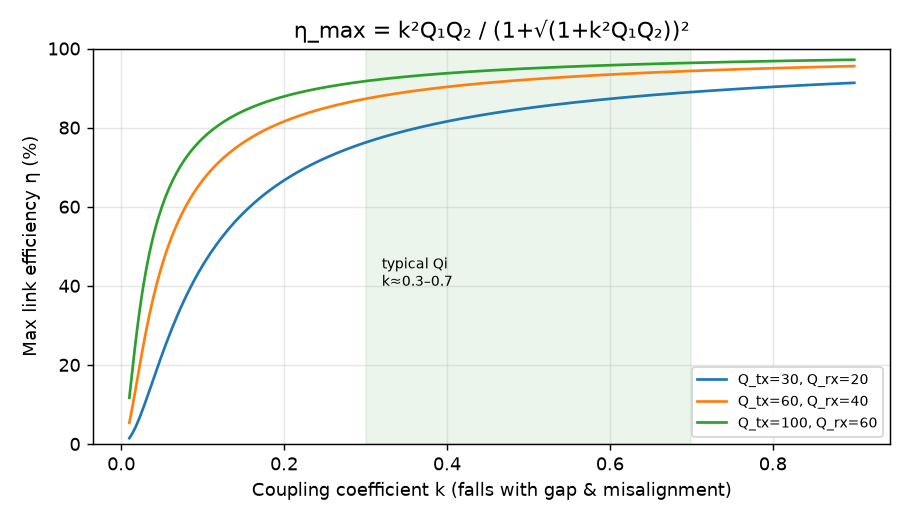 η_max = k²Q₁Q₂ / (1+√(1+k²Q₁Q₂))²
Max link efficiency η (%)
100
80
60
40
20
0
typical Qi
k≈0.3–0.7
Q_tx=30, Q_rx=20
Q_tx=60, Q_rx=40
Q_tx=100, Q_rx=60
0.0 0.2 0.4 0.6 0.8
Coupling coefficient k (falls with gap & misalignment)